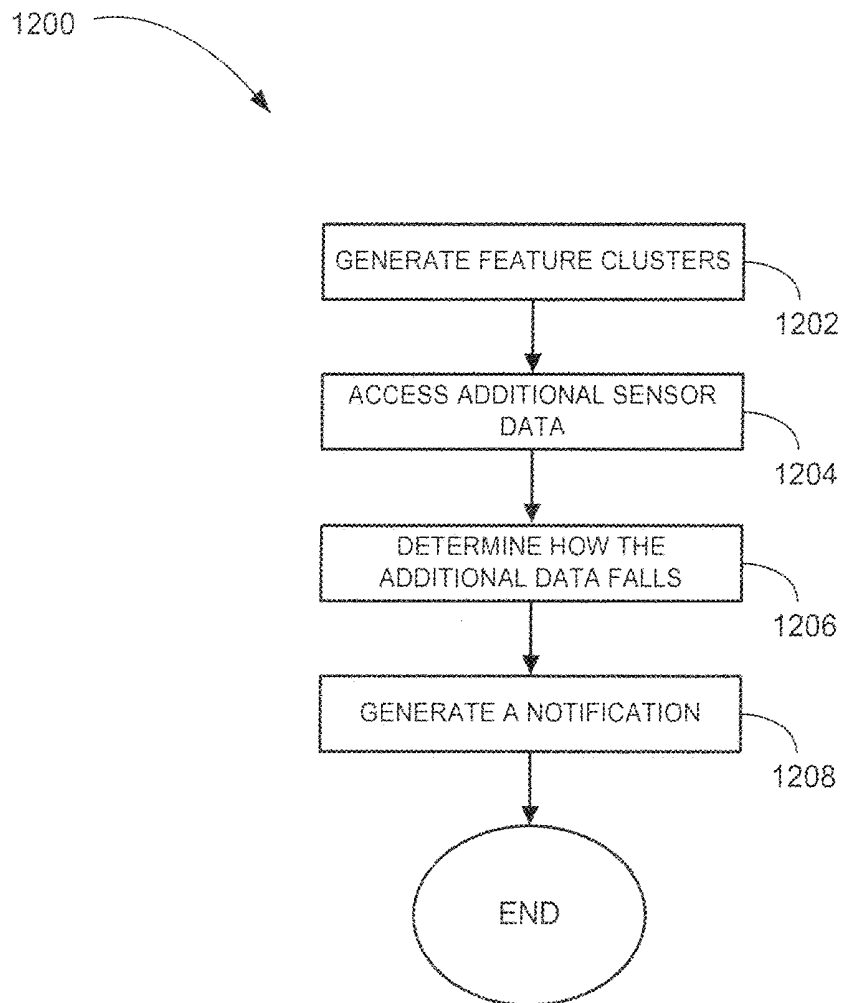 1200
GENERATE FEATURE CLUSTERS
1202
ACCESS ADDITIONAL SENSOR
DATA
1204
DETERMINE HOW THE
ADDITIONAL DATA FALLS
1206
GENERATE A NOTIFICATION
1208
END